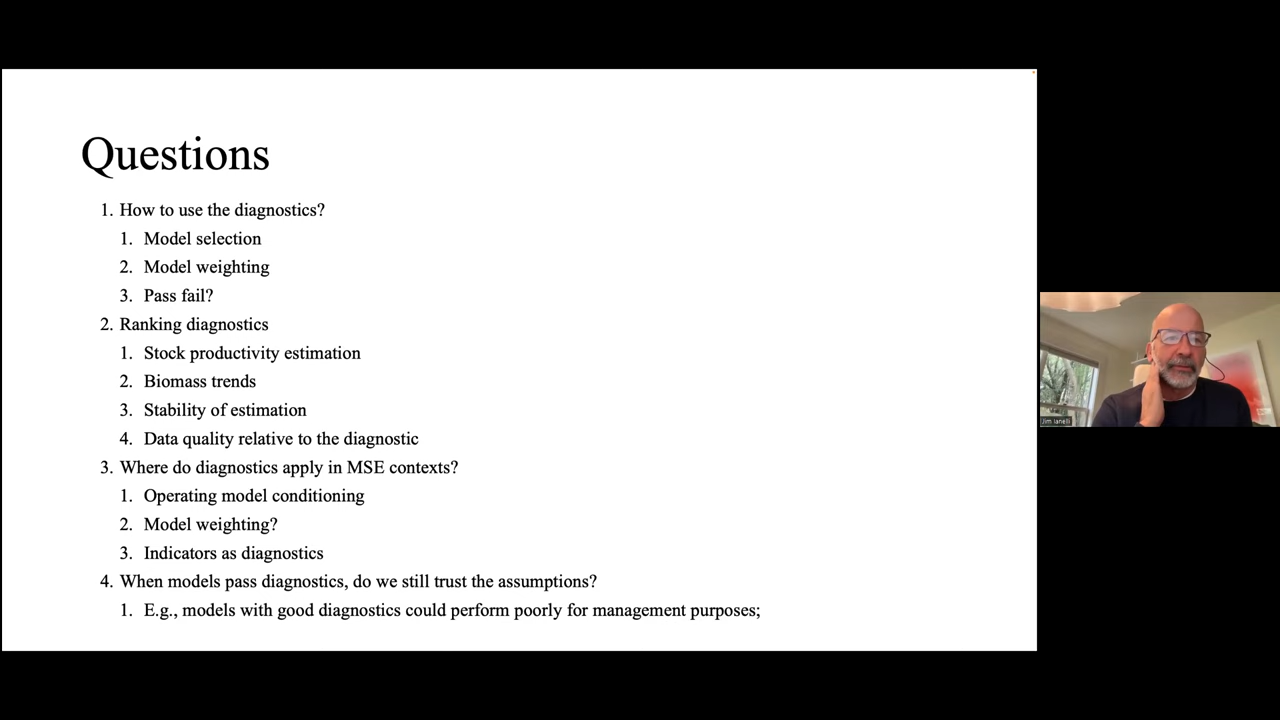 Questions
1. How to use the diagnostics?
1. Model selection
2. Model weighting
3. Pass fail?
2. Ranking diagnostics
1. Stock productivity estimation
2. Biomass trends
3. Stability of estimation
4. Data quality relative to the diagnostic
3. Where do diagnostics apply in MSE contexts?
1. Operating model conditioning
2. Model weighting?
3. Indicators as diagnostics
4. When models pass diagnostics, do we still trust the assumptions?
1. E.g., models with good diagnostics could perform poorly for management purposes;
Jim Ianelli